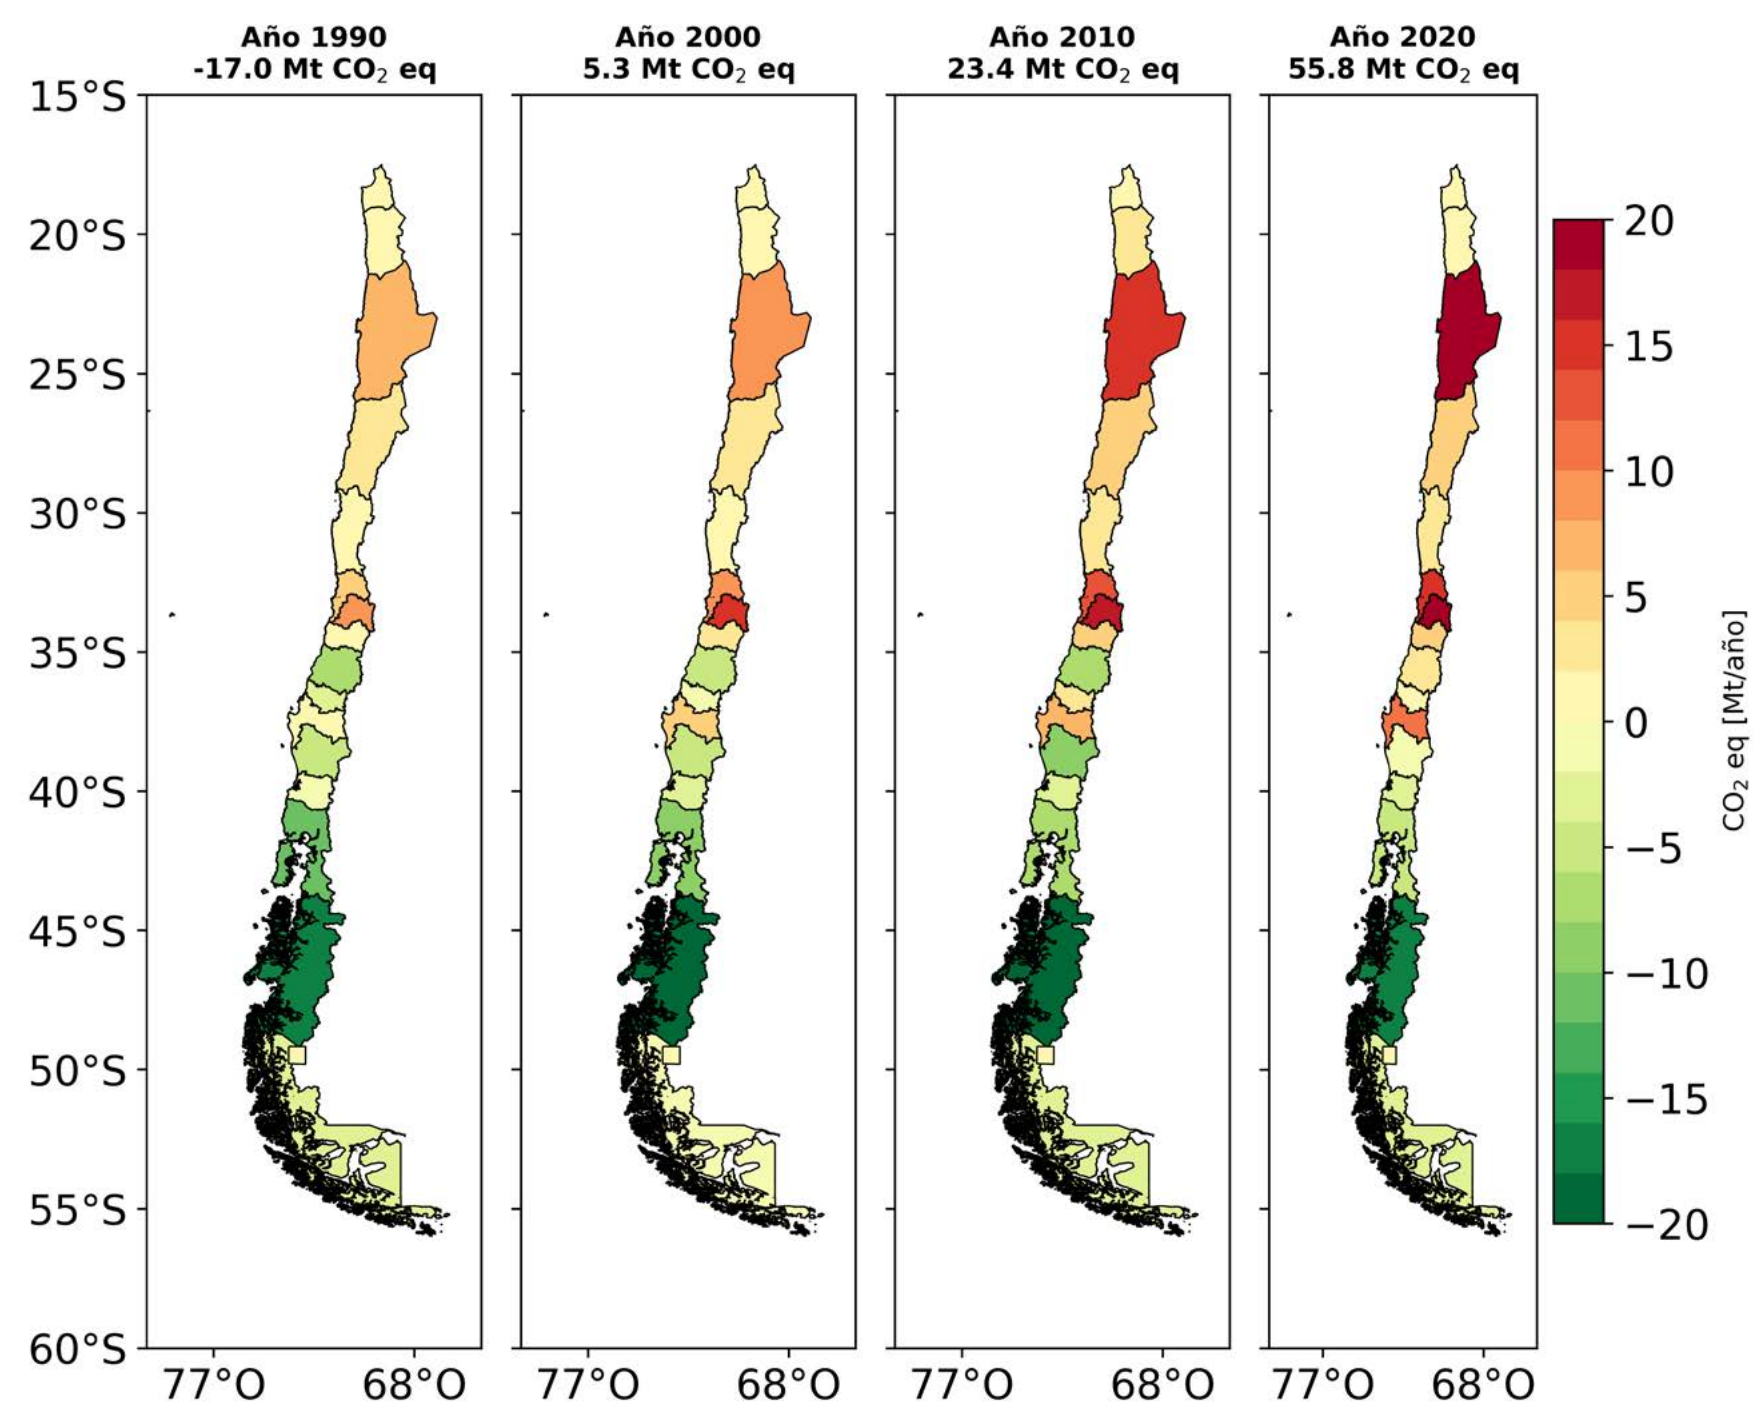 Año 1990
-17.0 Mt CO₂ eq
Año 2000
5.3 Mt CO₂ eq
Año 2010
23.4 Mt CO₂ eq
Año 2020
55.8 Mt CO₂ eq
15°S
20°S
25°S
30°S
35°S
40°S
45°S
50°S
55°S
60°S
77°O
68°O
77°O
68°O
77°O
68°O
77°O
68°O
20
15
10
5
0
−5
−10
−15
−20
CO₂ eq [Mt/año]